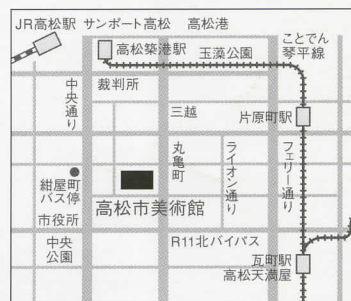 JR高松駅 サンポート高松 高松港
高松築港駅
玉藻公園
ことでん
琴平線
中央通り
裁判所
三越
片原町駅
丸亀町
ライオン通り
フェリー通り
紺屋町
バス停
市役所
高松市美術館
中央
公園
R11北バイパス
瓦町駅
高松天満屋